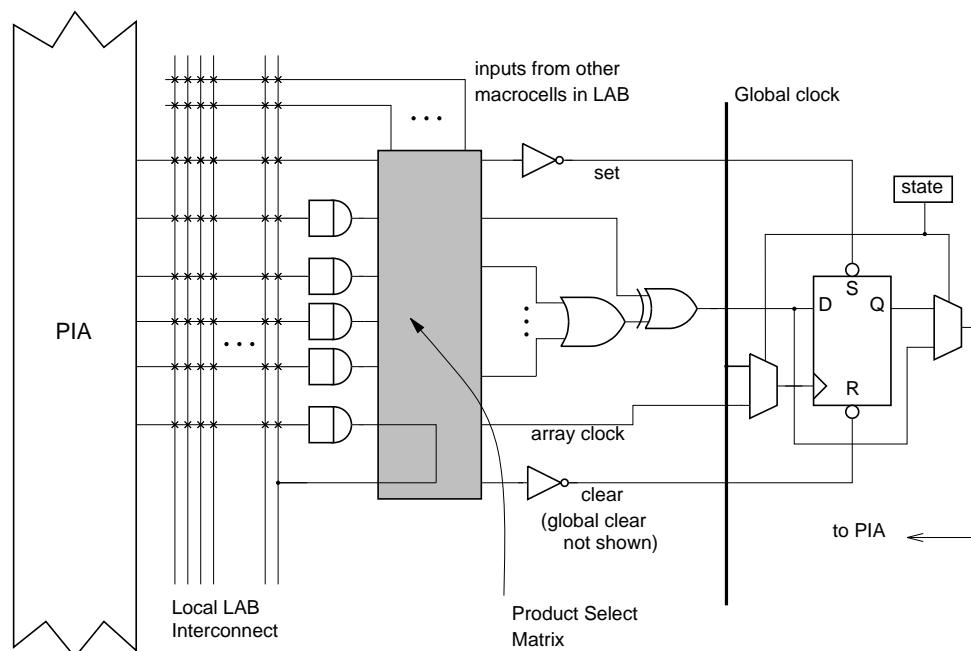 inputs from other
macrocells in LAB
Global clock
set
state
S
D
Q
PIA
R
array clock
clear
(global clear
not shown)
to PIA
Local LAB
Interconnect
Product Select
Matrix